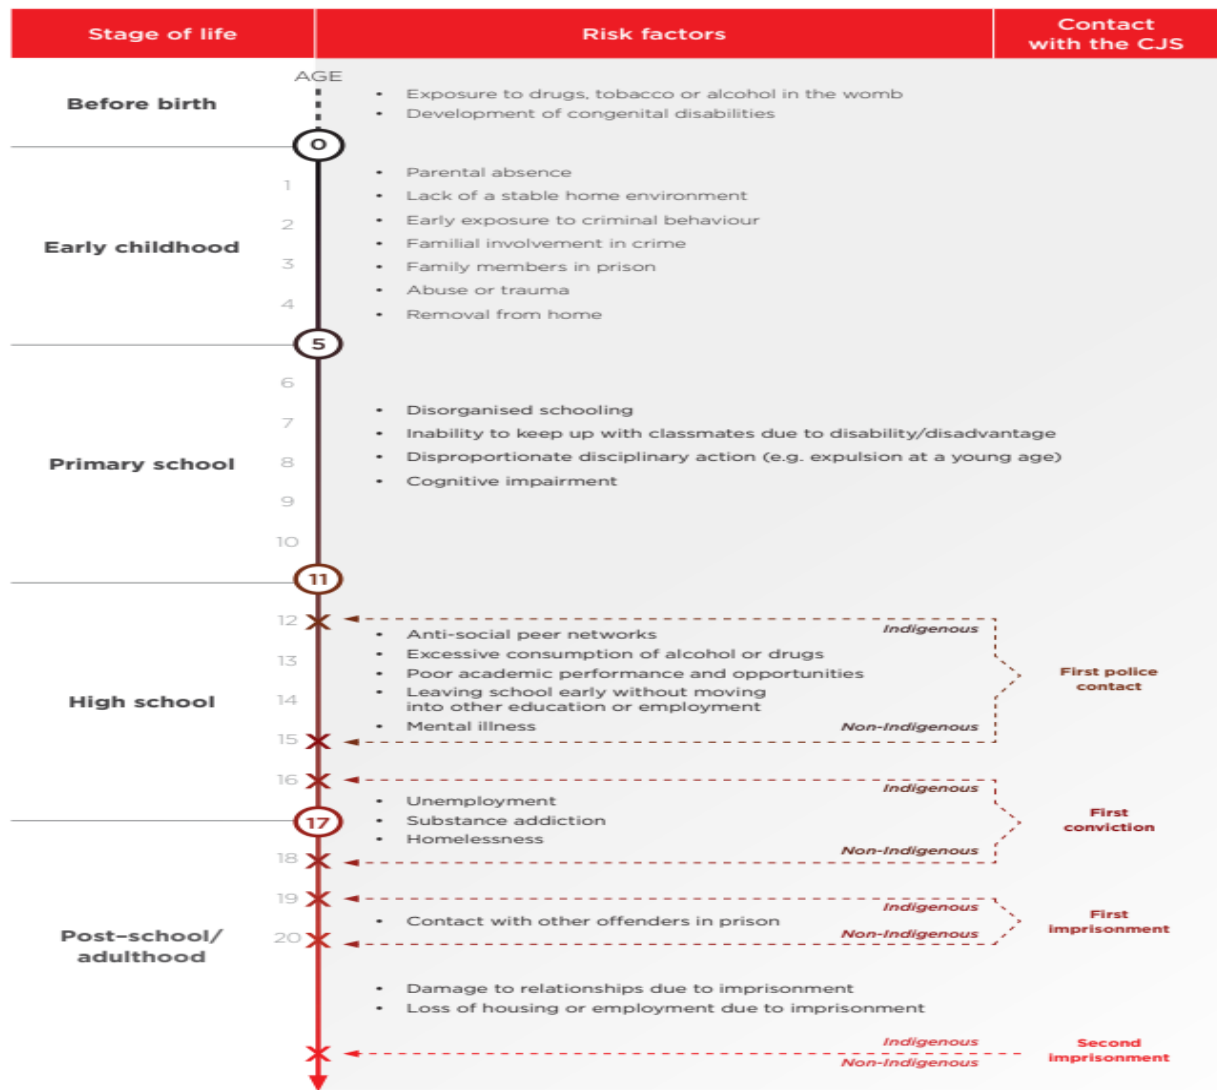 Stage of life
Risk factors
Contact
with the CJS
AGE
Before birth
• Exposure to drugs, tobacco or alcohol in the womb
• Development of congenital disabilities
0
Early childhood
1
2
3
4
• Parental absence
• Lack of a stable home environment
• Early exposure to criminal behaviour
• Familial involvement in crime
• Family members in prison
• Abuse or trauma
• Removal from home
5
Primary school
6
7
8
9
10
• Disorganised schooling
• Inability to keep up with classmates due to disability/disadvantage
• Disproportionate disciplinary action (e.g. expulsion at a young age)
• Cognitive impairment
11
High school
12
13
14
15
16
Indigenous
• Anti-social peer networks
• Excessive consumption of alcohol or drugs
• Poor academic performance and opportunities
• Leaving school early without moving
into other education or employment
• Mental illness
Non-Indigenous
First police
contact
Indigenous
• Unemployment
• Substance addiction
• Homelessness
Non-Indigenous
First
conviction
17
Post–school/
adulthood
18
19
20
Indigenous
• Contact with other offenders in prison
Non-Indigenous
First
imprisonment
• Damage to relationships due to imprisonment
• Loss of housing or employment due to imprisonment
Indigenous
Non-Indigenous
Second
imprisonment